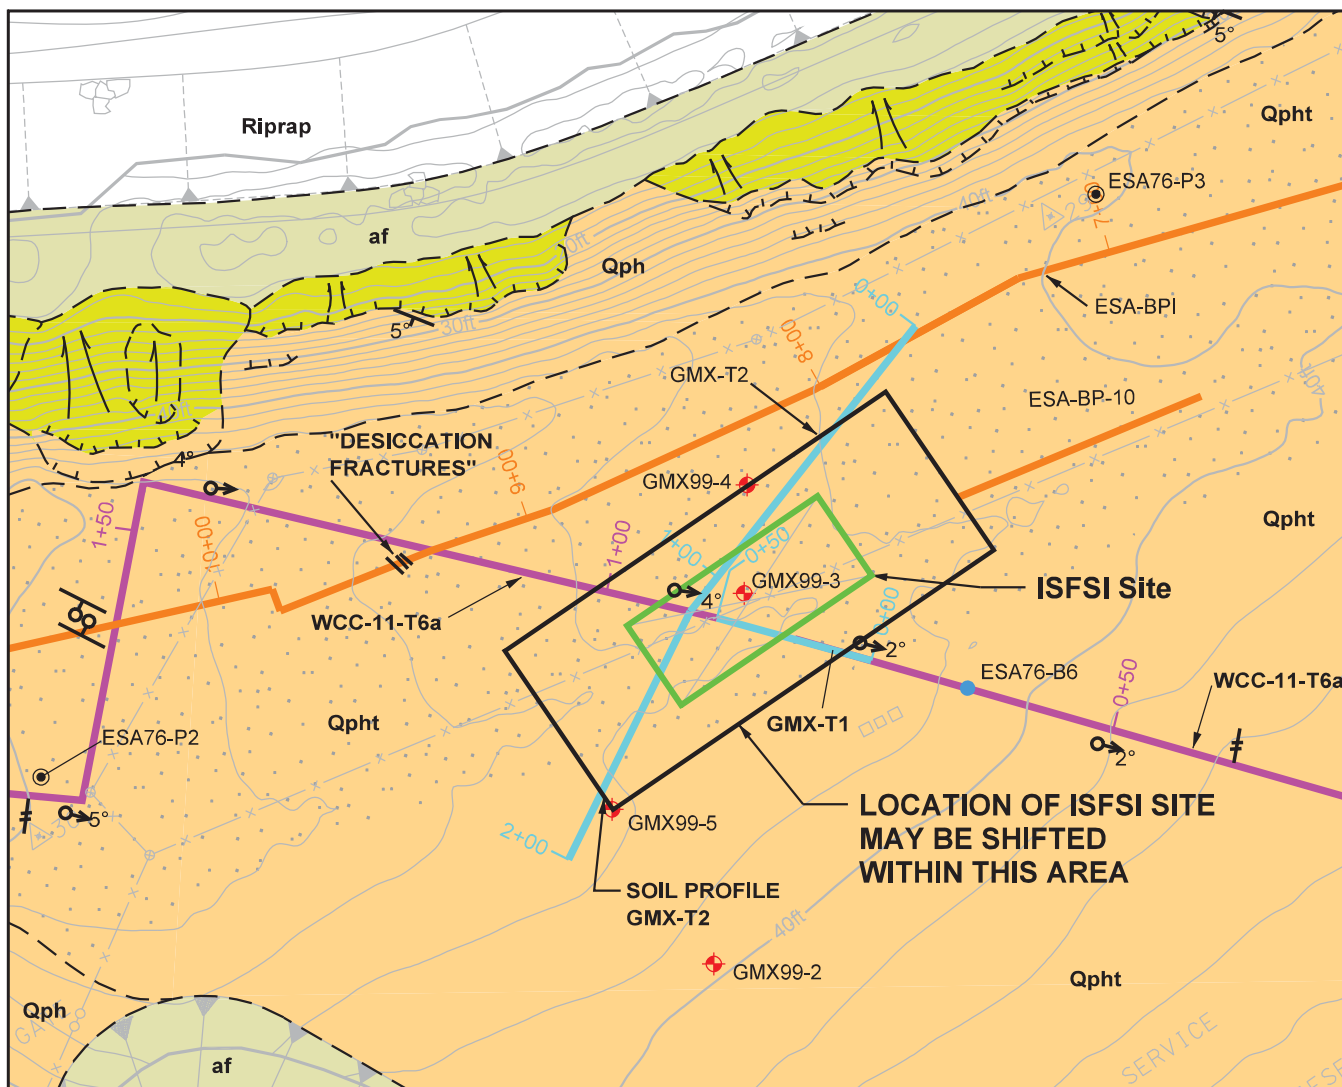 5°
Riprap
Qpht
ESA76-P3
40ft
29
7+00
af
Qph
0+00
ESA-BPI
5°
30ft
8+00
GMX-T2
ESA-BP-10
40ft
40ft
"DESICCATION
FRACTURES"
4°
GMX99-4
9+00
1+50
10+00
1+00
1+00
0+50
Qpht
GMX99-3
ISFSI Site
4°
WCC-11-T6a
0+00
2°
ESA76-B6
0+50
WCC-11-T6a
Qpht
GMX-T1
ESA76-P2
2°
5°
GMX99-5
LOCATION OF ISFSI SITE
MAY BE SHIFTED
WITHIN THIS AREA
2+00
SOIL PROFILE
GMX-T2
40ft
GMX99-2
Qpht
Qph
af
SERVICE